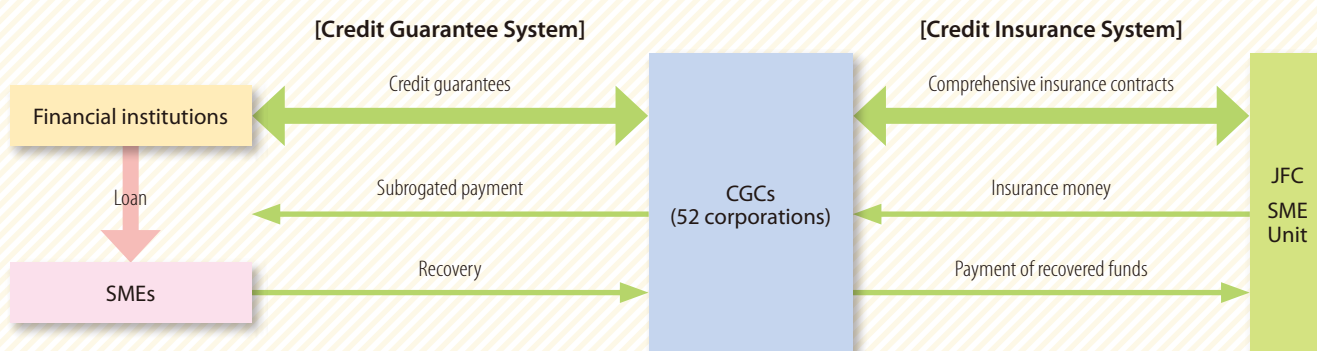 [Credit Guarantee System]
[Credit Insurance System]
Credit guarantees
Comprehensive insurance contracts
Financial institutions
Loan
Subrogated payment
CGCs
(52 corporations)
Insurance money
JFC
SME
Unit
SMEs
Recovery
Payment of recovered funds